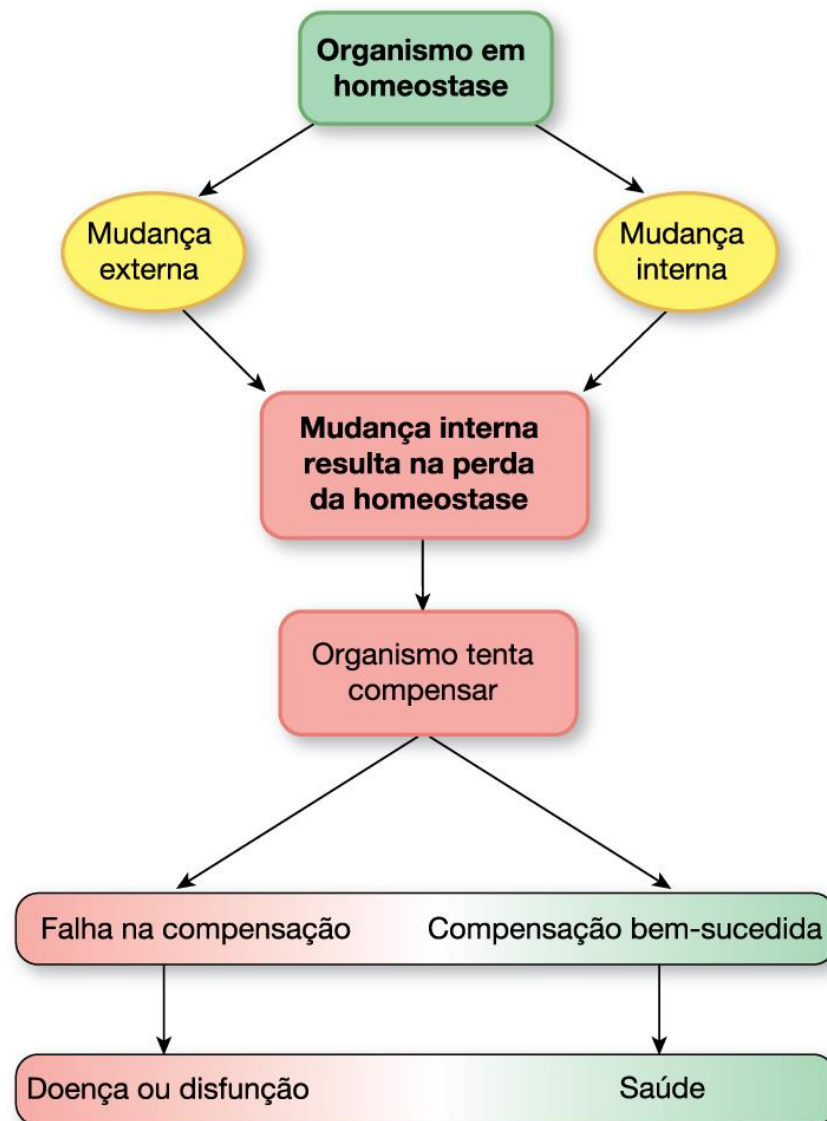 Organismo em
homeostase
Mudança
externa
Mudança
interna
Mudança interna
resulta na perda
da homeostase
Organismo tenta
compensar
Falha na compensação
Compensação bem-sucedida
Doença ou disfunção
Saúde